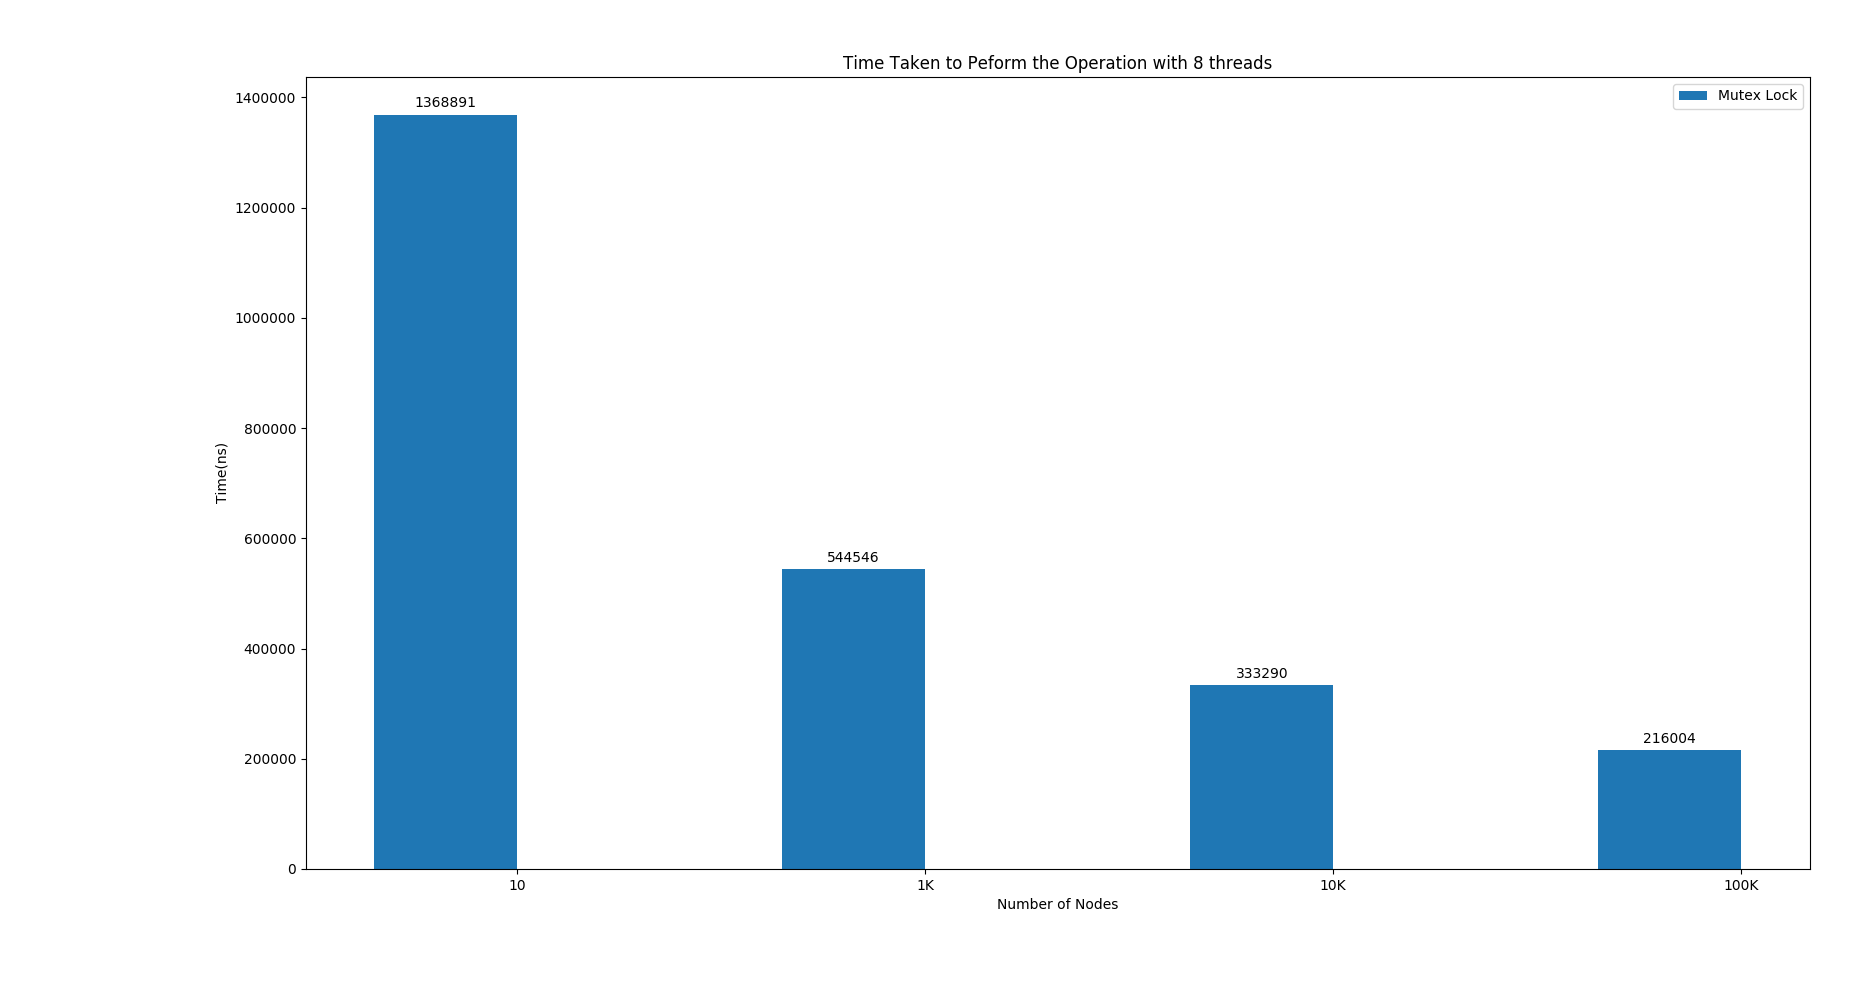 Time Taken to Peform the Operation with 8 threads
Mutex Lock
1400000
1200000
1000000
800000
600000
400000
200000
0
Time(ns)
1368891
544546
333290
216004
10
1K
10K
100K
Number of Nodes